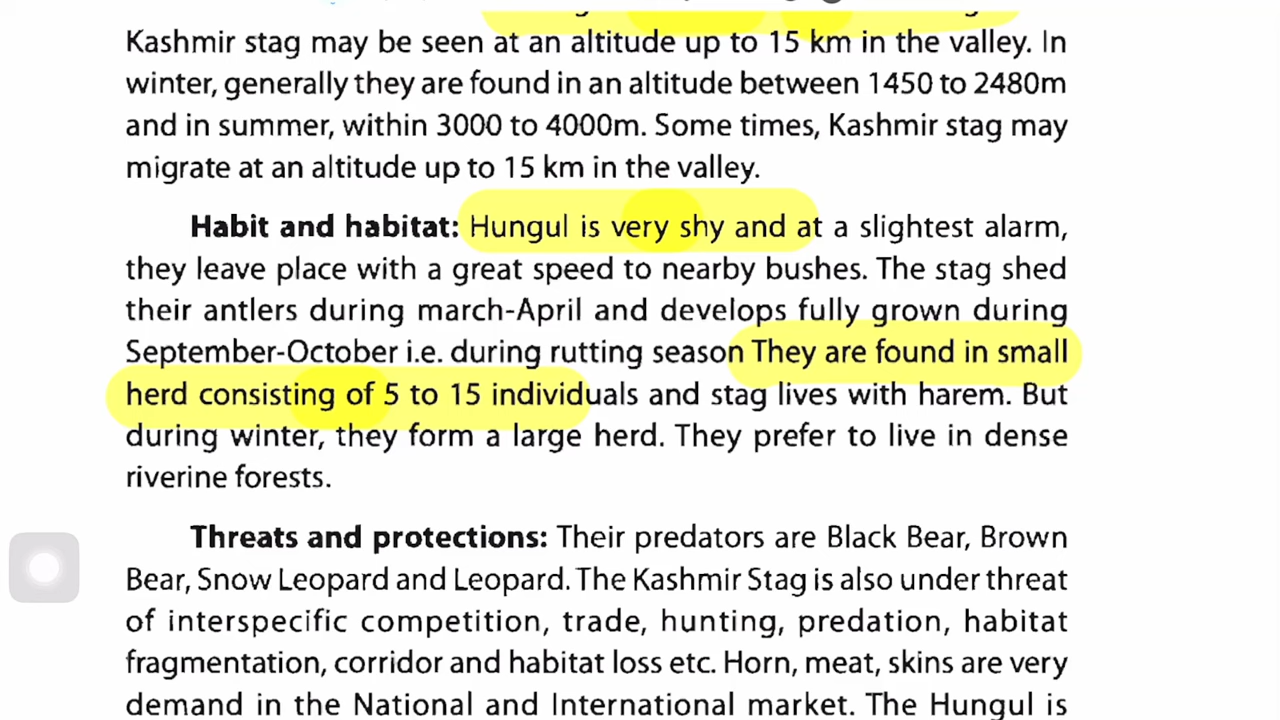 Kashmir stag may be seen at an altitude up to 15 km in the valley. In
winter, generally they are found in an altitude between 1450 to 2480m
and in summer, within 3000 to 4000m. Some times, Kashmir stag may
migrate at an altitude up to 15 km in the valley.
Habit and habitat: Hungul is very shy and at a slightest alarm,
they leave place with a great speed to nearby bushes. The stag shed
their antlers during march-April and develops fully grown during
September-October i.e. during rutting season They are found in small
herd consisting of 5 to 15 individuals and stag lives with harem. But
during winter, they form a large herd. They prefer to live in dense
riverine forests.
Threats and protections: Their predators are Black Bear, Brown
Bear, Snow Leopard and Leopard. The Kashmir Stag is also under threat
of interspecific competition, trade, hunting, predation, habitat
fragmentation, corridor and habitat loss etc. Horn, meat, skins are very
demand in the National and International market. The Hungul is